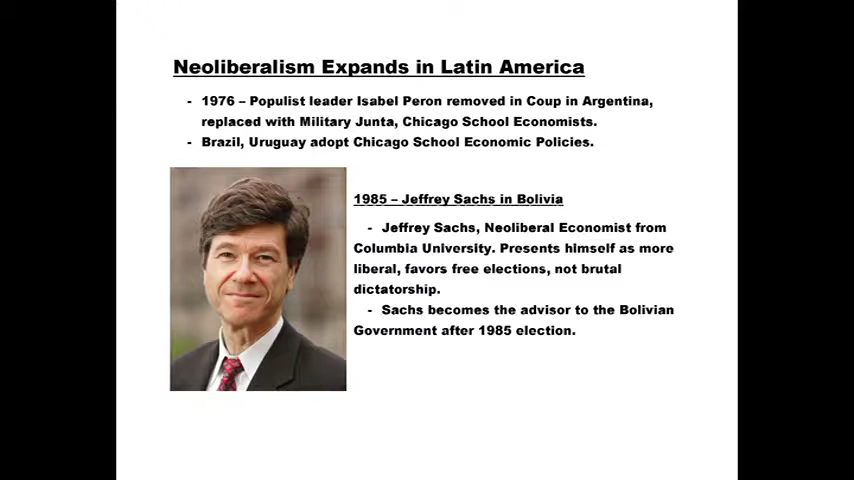 Neoliberalism Expands in Latin America
- 1976 – Populist leader Isabel Peron removed in Coup in Argentina,
replaced with Military Junta, Chicago School Economists.
- Brazil, Uruguay adopt Chicago School Economic Policies.
1985 – Jeffrey Sachs in Bolivia
- Jeffrey Sachs, Neoliberal Economist from
Columbia University. Presents himself as more
liberal, favors free elections, not brutal
dictatorship.
- Sachs becomes the advisor to the Bolivian
Government after 1985 election.